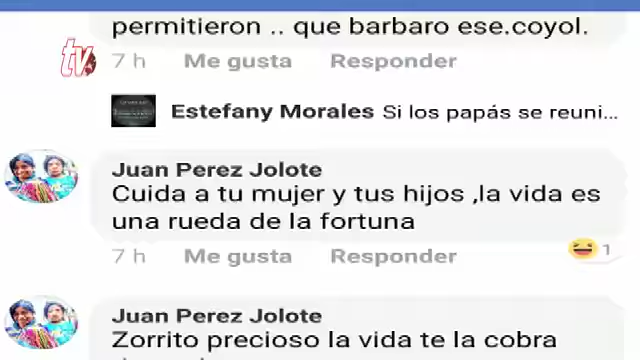 permitieron .. que barbaro ese.coyol.
tv
7 h Me gusta Responder
Estefany Morales Si los papás se reuni...
Juan Perez Jolote
Cuida a tu mujer y tus hijos ,la vida es
una rueda de la fortuna
7 h Me gusta Responder
1
Juan Perez Jolote
Zorrito precioso la vida te la cobra